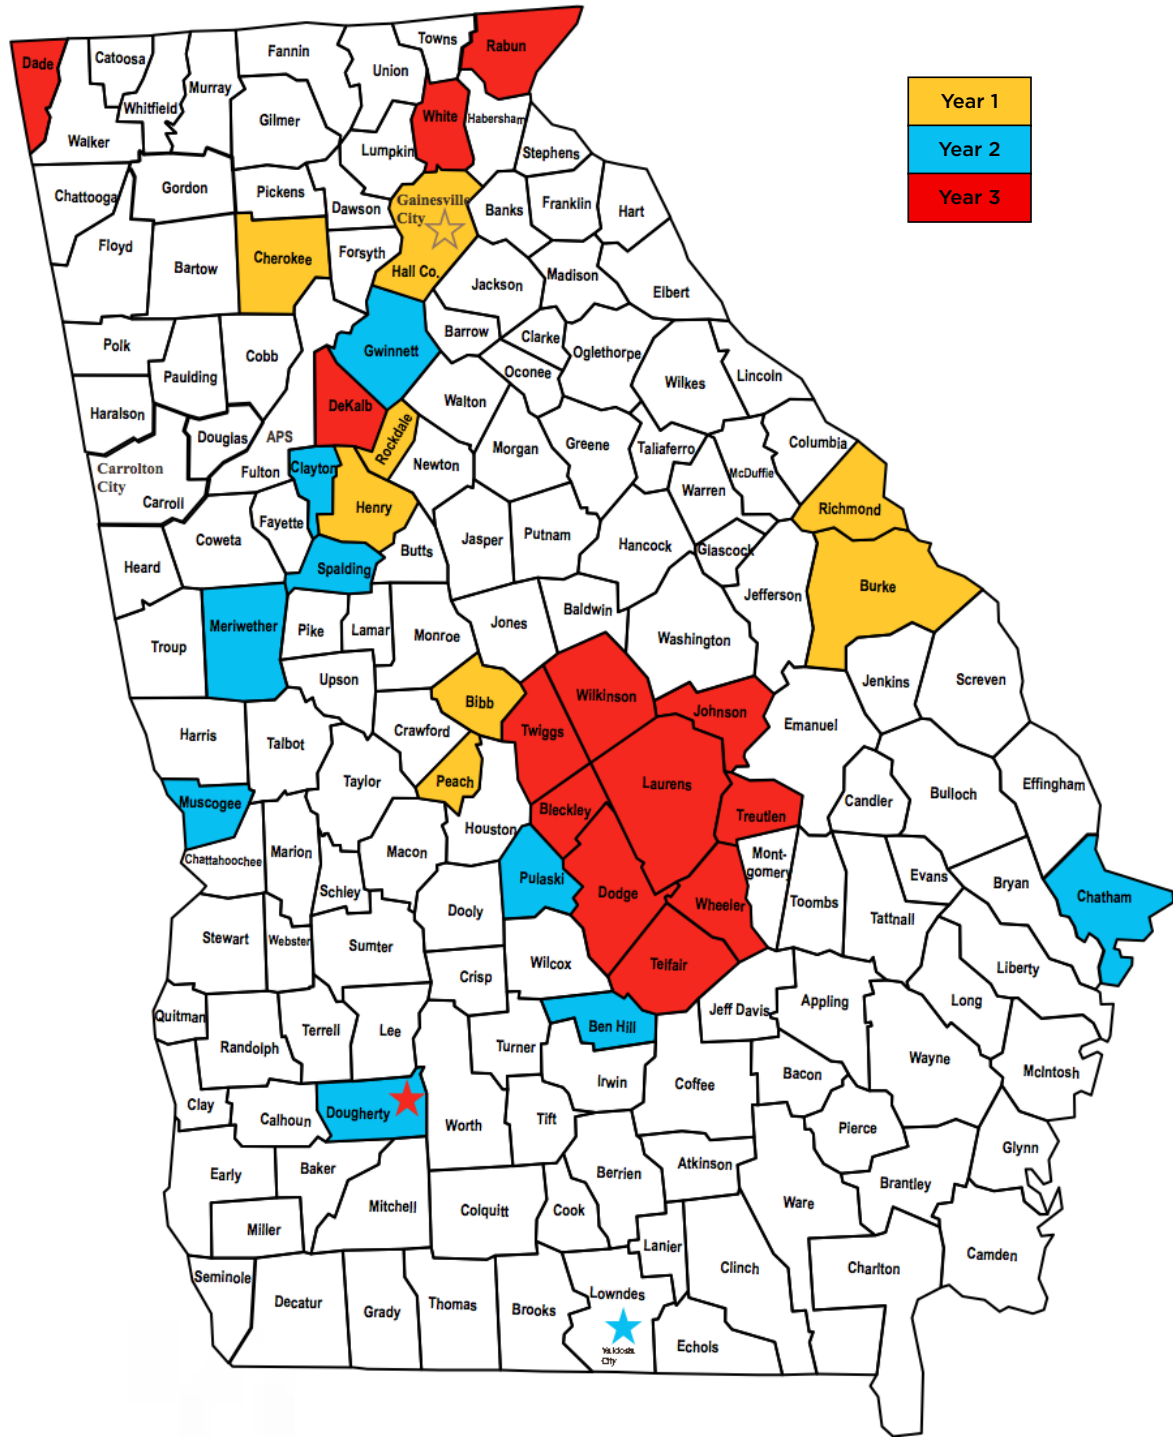 Towns
Rabun
Fannin
Catoosa
Dade
Union
Murray
Year 1
Whitfield
White
Habersham
Gilmer
Walker
Year 2
Lumpkin
Stephens
Gordon
Pickens
Chattooga
Year 3
Gainesville
City
Dawson
Banks
Franklin
Hart
Floyd
Forsyth
Cherokee
Bartow
Hall Co.
Madison
Jackson
Elbert
Barrow
Clarke
Polk
Gwinnett
Cobb
Oglethorpe
Oconee
Paulding
Wilkes
Lincoln
DeKalb
Walton
Haralson
Rockdale
Douglas
APS
Morgan
Greene
Taliaferro
Columbia
Carrolton
City
Fulton
Clayton
Newton
McDuffie
Warren
Carroll
Henry
Richmond
Fayette
Coweta
Jasper
Putnam
Hancock
Glascock
Butts
Heard
Spalding
Burke
Jefferson
Baldwin
Meriwether
Pike
Lamar
Monroe
Jones
Washington
Troup
Upson
Jenkins
Screven
Bibb
Wilkinson
Johnson
Emanuel
Crawford
Twiggs
Harris
Talbot
Taylor
Peach
Laurens
Effingham
Muscogee
Bleckley
Treutlen
Candler
Bulloch
Houston
Chattahoochee
Marion
Macon
Mont-
gomery
Schley
Pulaski
Dodge
Wheeler
Evans
Bryan
Chatham
Toombs
Dooly
Tattnall
Stewart
Webster
Sumter
Wilcox
Telfair
Liberty
Crisp
Quitman
Terrell
Lee
Jeff Davis
Appling
Long
Randolph
Turner
Ben Hill
Wayne
McIntosh
Irwin
Coffee
Bacon
Clay
Calhoun
Dougherty
Worth
Tift
Pierce
Early
Baker
Berrien
Atkinson
Glynn
Brantley
Miller
Mitchell
Colquitt
Cook
Ware
Lanier
Clinch
Charlton
Camden
Seminole
Decatur
Grady
Thomas
Brooks
Lowndes
Valdosta
City
Echols